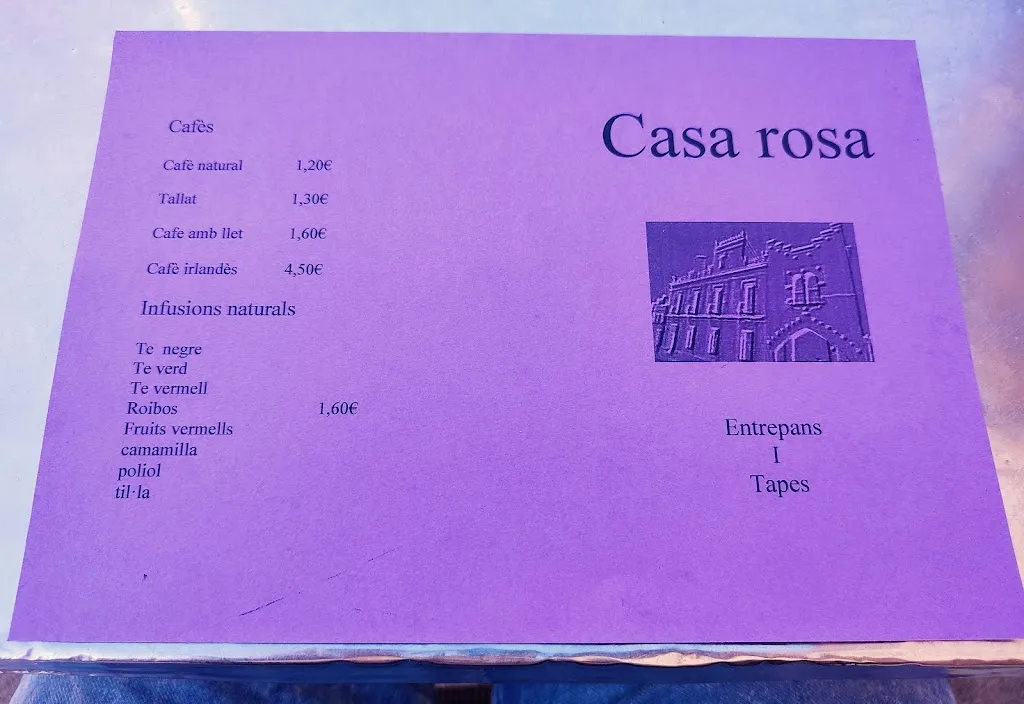 Cafès
Cafè natural 1,20€
Tallat 1,30€
Cafe amb llet 1,60€
Cafè irlandès 4,50€
Infusions naturals
Te negre
Te verd
Te vermell
Roibos 1,60€
Fruits vermells
camamilla
poliol
til·la
Casa rosa
Entrepans
I
Tapes